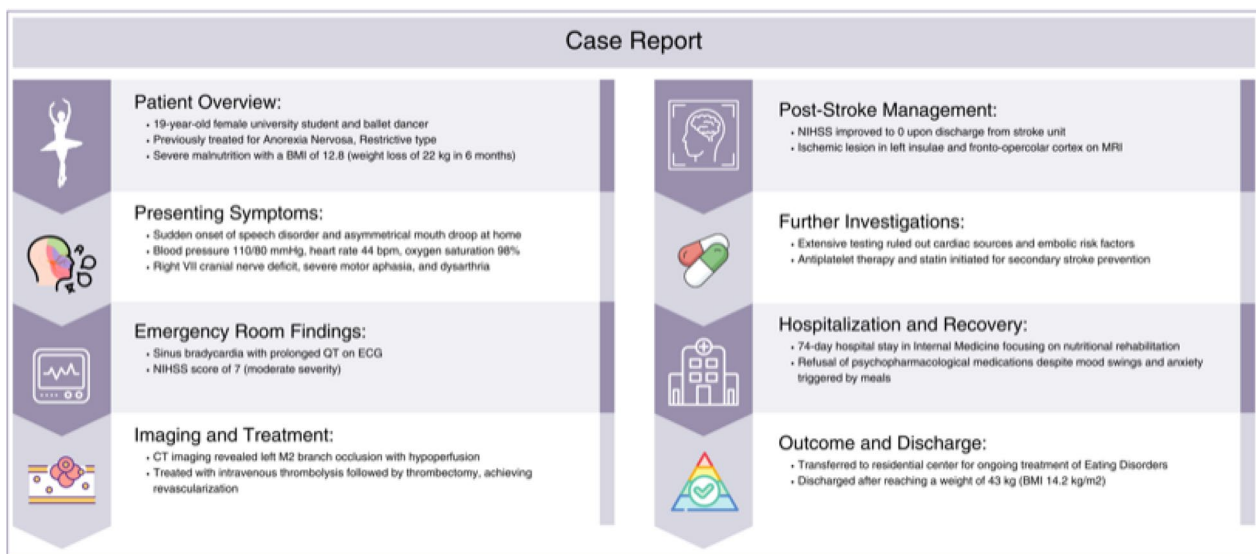 Case Report
Patient Overview:
• 19-year-old female university student and ballet dancer
• Previously treated for Anorexia Nervosa, Restrictive type
• Severe malnutrition with a BMI of 12.8 (weight loss of 22 kg in 6 months)
Presenting Symptoms:
• Sudden onset of speech disorder and asymmetrical mouth droop at home
• Blood pressure 110/80 mmHg, heart rate 44 bpm, oxygen saturation 98%
• Right VII cranial nerve deficit, severe motor aphasia, and dysarthria
Emergency Room Findings:
• Sinus bradycardia with prolonged QT on ECG
• NIHSS score of 7 (moderate severity)
Imaging and Treatment:
• CT imaging revealed left M2 branch occlusion with hypoperfusion
• Treated with intravenous thrombolysis followed by thrombectomy, achieving
revascularization
Post-Stroke Management:
• NIHSS improved to 0 upon discharge from stroke unit
• Ischemic lesion in left insulae and fronto-opercolar cortex on MRI
Further Investigations:
• Extensive testing ruled out cardiac sources and embolic risk factors
• Antiplatelet therapy and statin initiated for secondary stroke prevention
Hospitalization and Recovery:
• 74-day hospital stay in Internal Medicine focusing on nutritional rehabilitation
• Refusal of psychopharmacological medications despite mood swings and anxiety
triggered by meals
Outcome and Discharge:
• Transferred to residential center for ongoing treatment of Eating Disorders
• Discharged after reaching a weight of 43 kg (BMI 14.2 kg/m2)